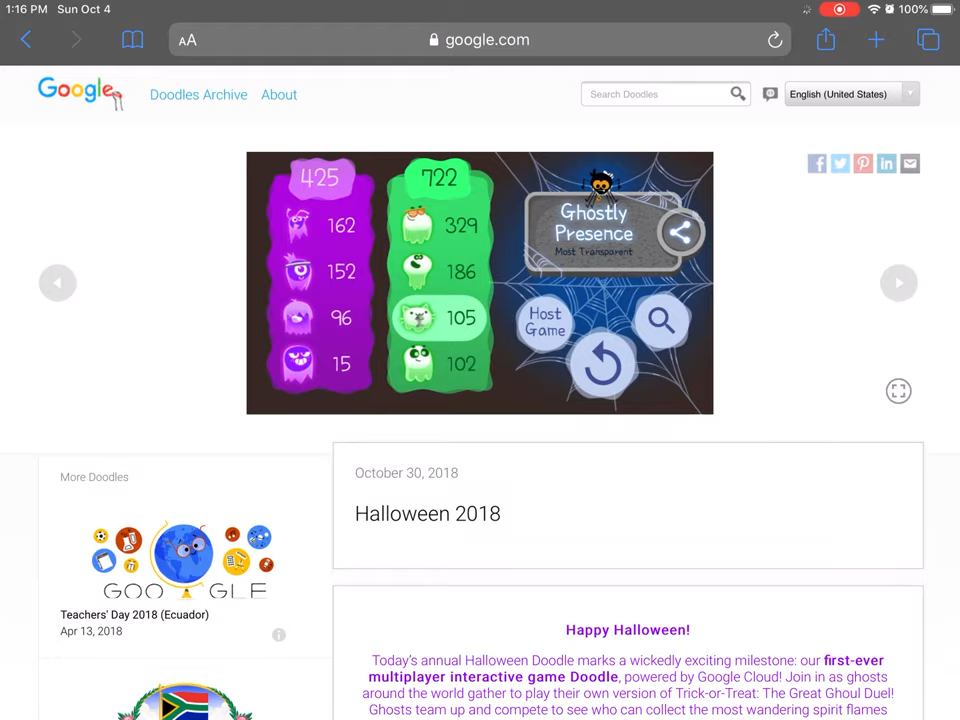 1:16 PM Sun Oct 4
100%
AA
google.com
Google
Doodles Archive
About
Search Doodles
English (United States)
425
162
152
96
15
722
329
186
105
102
Ghostly
Presence
Most Transparent
Host
Game
October 30, 2018
Halloween 2018
More Doodles
GOO GLE
Teachers' Day 2018 (Ecuador)
Apr 13, 2018
Happy Halloween!
Today's annual Halloween Doodle marks a wickedly exciting milestone: our first-ever
multiplayer interactive game Doodle, powered by Google Cloud! Join in as ghosts
around the world gather to play their own version of Trick-or-Treat: The Great Ghoul Duel!
Ghosts team up and compete to see who can collect the most wandering spirit flames